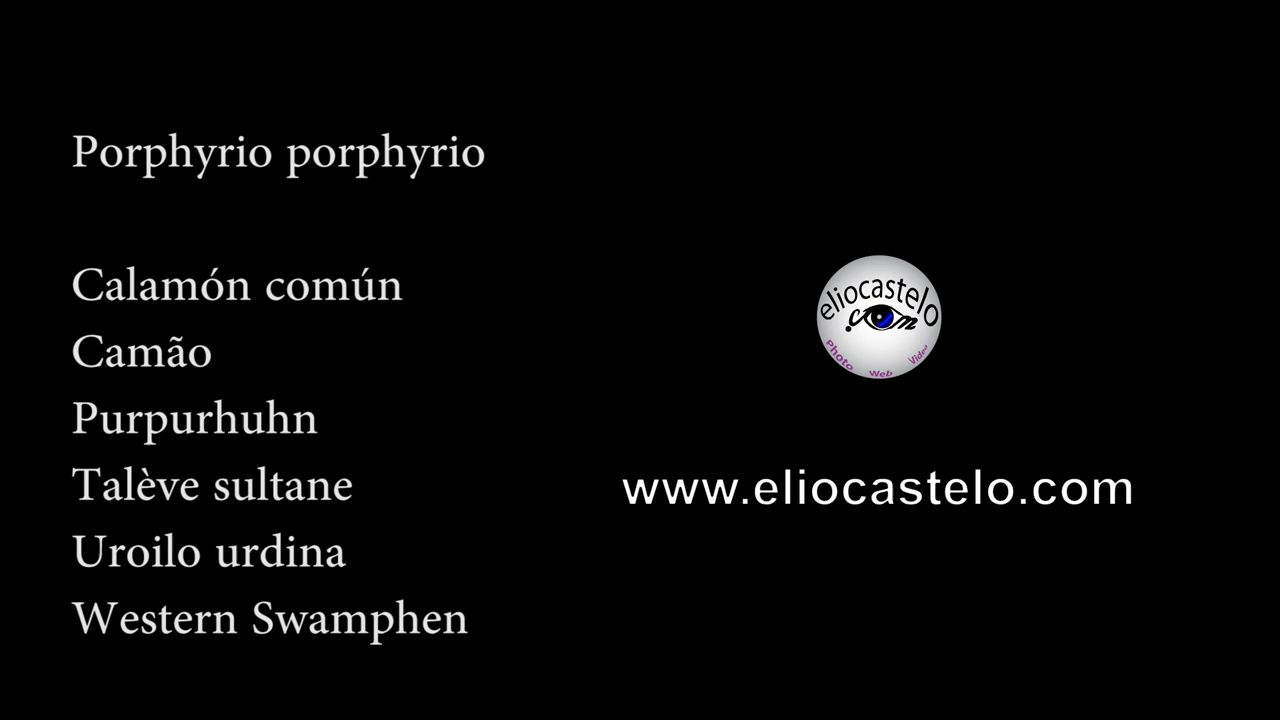 Porphyrio porphyrio
Calamón común
Camão
Purpurhuhn
Talève sultane
Uroilo urdina
Western Swamphen
eliocastelo
.com
Photo Web Video
www.eliocastelo.com